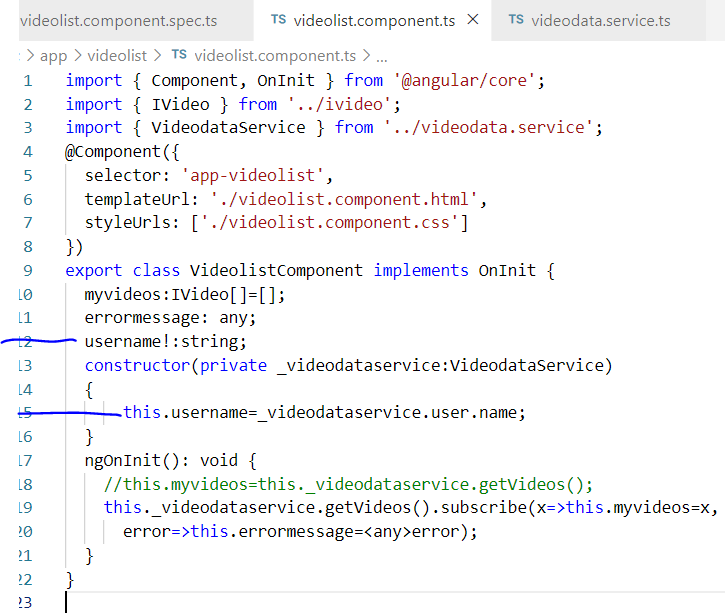 videolist.component.spec.ts
TS videolist.component.ts ×
TS videodata.service.ts
: > app > videolist > TS videolist.component.ts > ...
1 import { Component, OnInit } from '@angular/core';
2 import { IVideo } from '../ivideo';
3 import { VideodataService } from '../videodata.service';
4 @Component({
5 selector: 'app-videolist',
6 templateUrl: './videolist.component.html',
7 styleUrls: ['./videolist.component.css']
8 })
9 export class VideolistComponent implements OnInit {
10 myvideos:IVideo[]=[];
11 errormessage: any;
12 username!:string;
13 constructor(private _videodataservice:VideodataService)
14 {
15 this.username=_videodataservice.user.name;
16 }
17 ngOnInit(): void {
18 //this.myvideos=this._videodataservice.getVideos();
19 this._videodataservice.getVideos().subscribe(x=>this.myvideos=x,
20 error=>this.errormessage=<any>error);
21 }
22 }
23